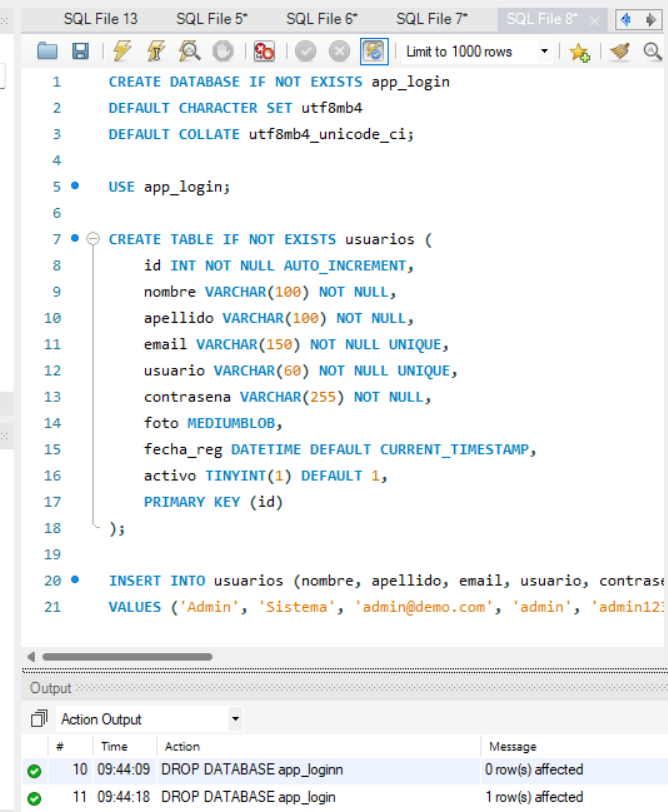 SQL File 13 SQL File 5* SQL File 6* SQL File 7* SQL File 8*
Limit to 1000 rows
1 CREATE DATABASE IF NOT EXISTS app_login
2 DEFAULT CHARACTER SET utf8mb4
3 DEFAULT COLLATE utf8mb4_unicode_ci;
4
5 USE app_login;
6
7 CREATE TABLE IF NOT EXISTS usuarios (
8 id INT NOT NULL AUTO_INCREMENT,
9 nombre VARCHAR(100) NOT NULL,
10 apellido VARCHAR(100) NOT NULL,
11 email VARCHAR(150) NOT NULL UNIQUE,
12 usuario VARCHAR(60) NOT NULL UNIQUE,
13 contrasena VARCHAR(255) NOT NULL,
14 foto MEDIUMBLOB,
15 fecha_reg DATETIME DEFAULT CURRENT_TIMESTAMP,
16 activo TINYINT(1) DEFAULT 1,
17 PRIMARY KEY (id)
18 );
19
20 INSERT INTO usuarios (nombre, apellido, email, usuario, contrase
21 VALUES ('Admin', 'Sistema', 'admin@demo.com', 'admin', 'admin123
Output
Action Output
# Time Action Message
10 09:44:09 DROP DATABASE app_loginn 0 row(s) affected
11 09:44:18 DROP DATABASE app_login 1 row(s) affected